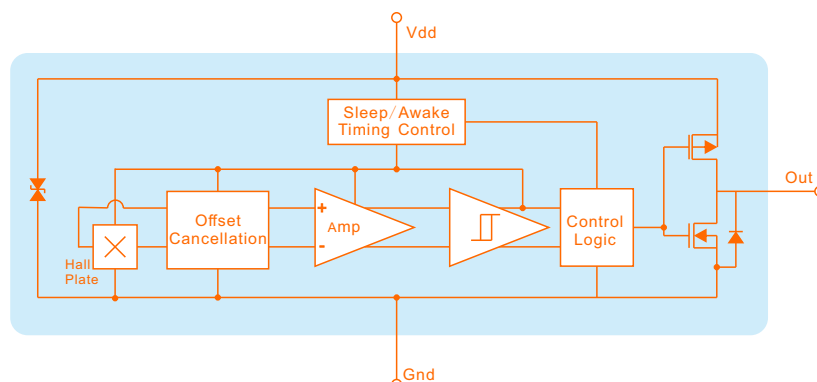 Vdd
Sleep/Awake
Timing Control
Out
Offset
Cancellation
+
-
Amp
Control
Logic
Hall
Plate
Gnd